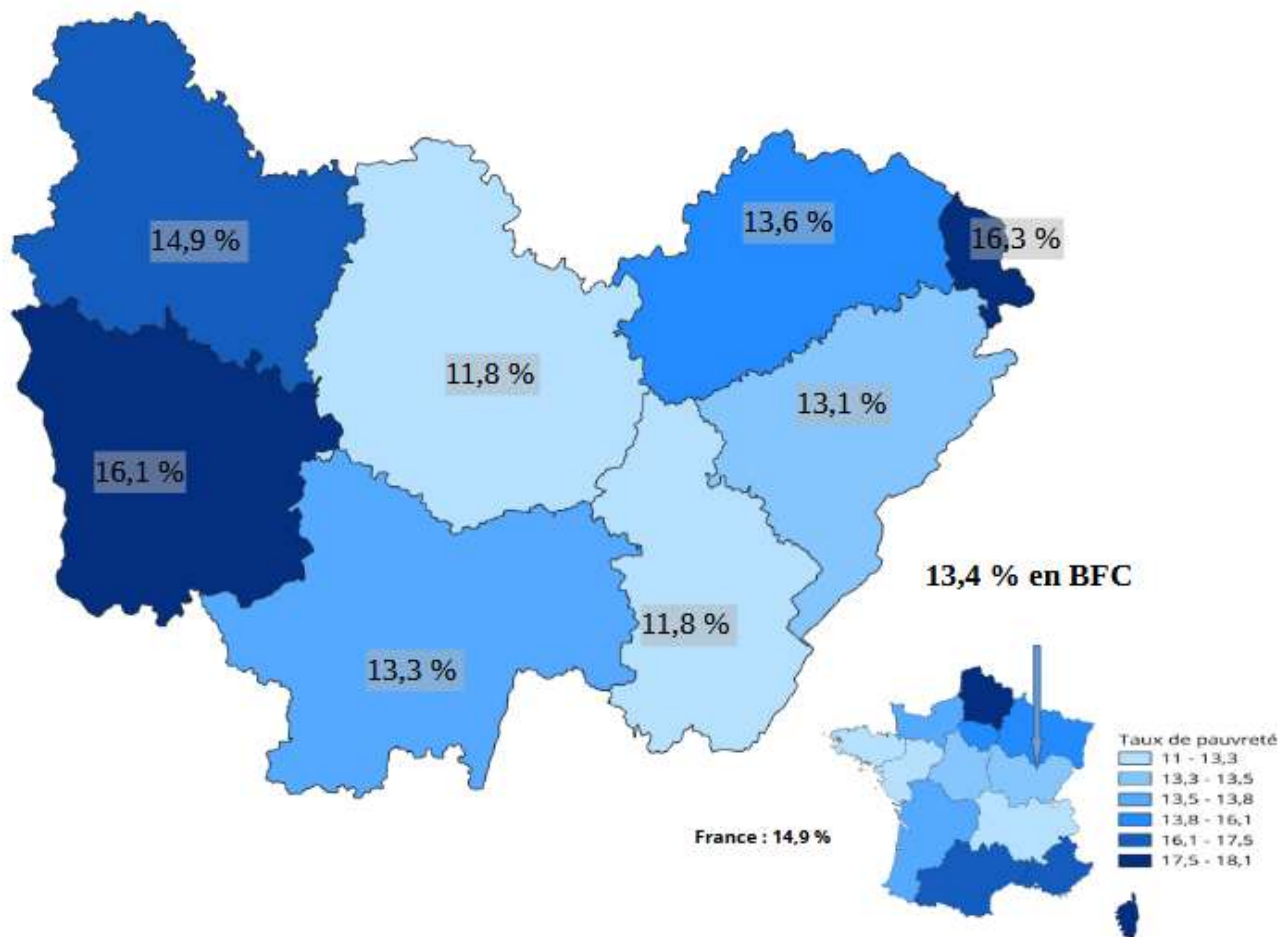 14,9 %
13,6 %
16,3 %
11,8 %
13,1 %
16,1 %
13,4 % en BFC
11,8 %
13,3 %
Taux de pauvreté
11 - 13,3
13,3 - 13,5
13,5 - 13,8
13,8 - 16,1
16,1 - 17,5
17,5 - 18,1
France : 14,9 %